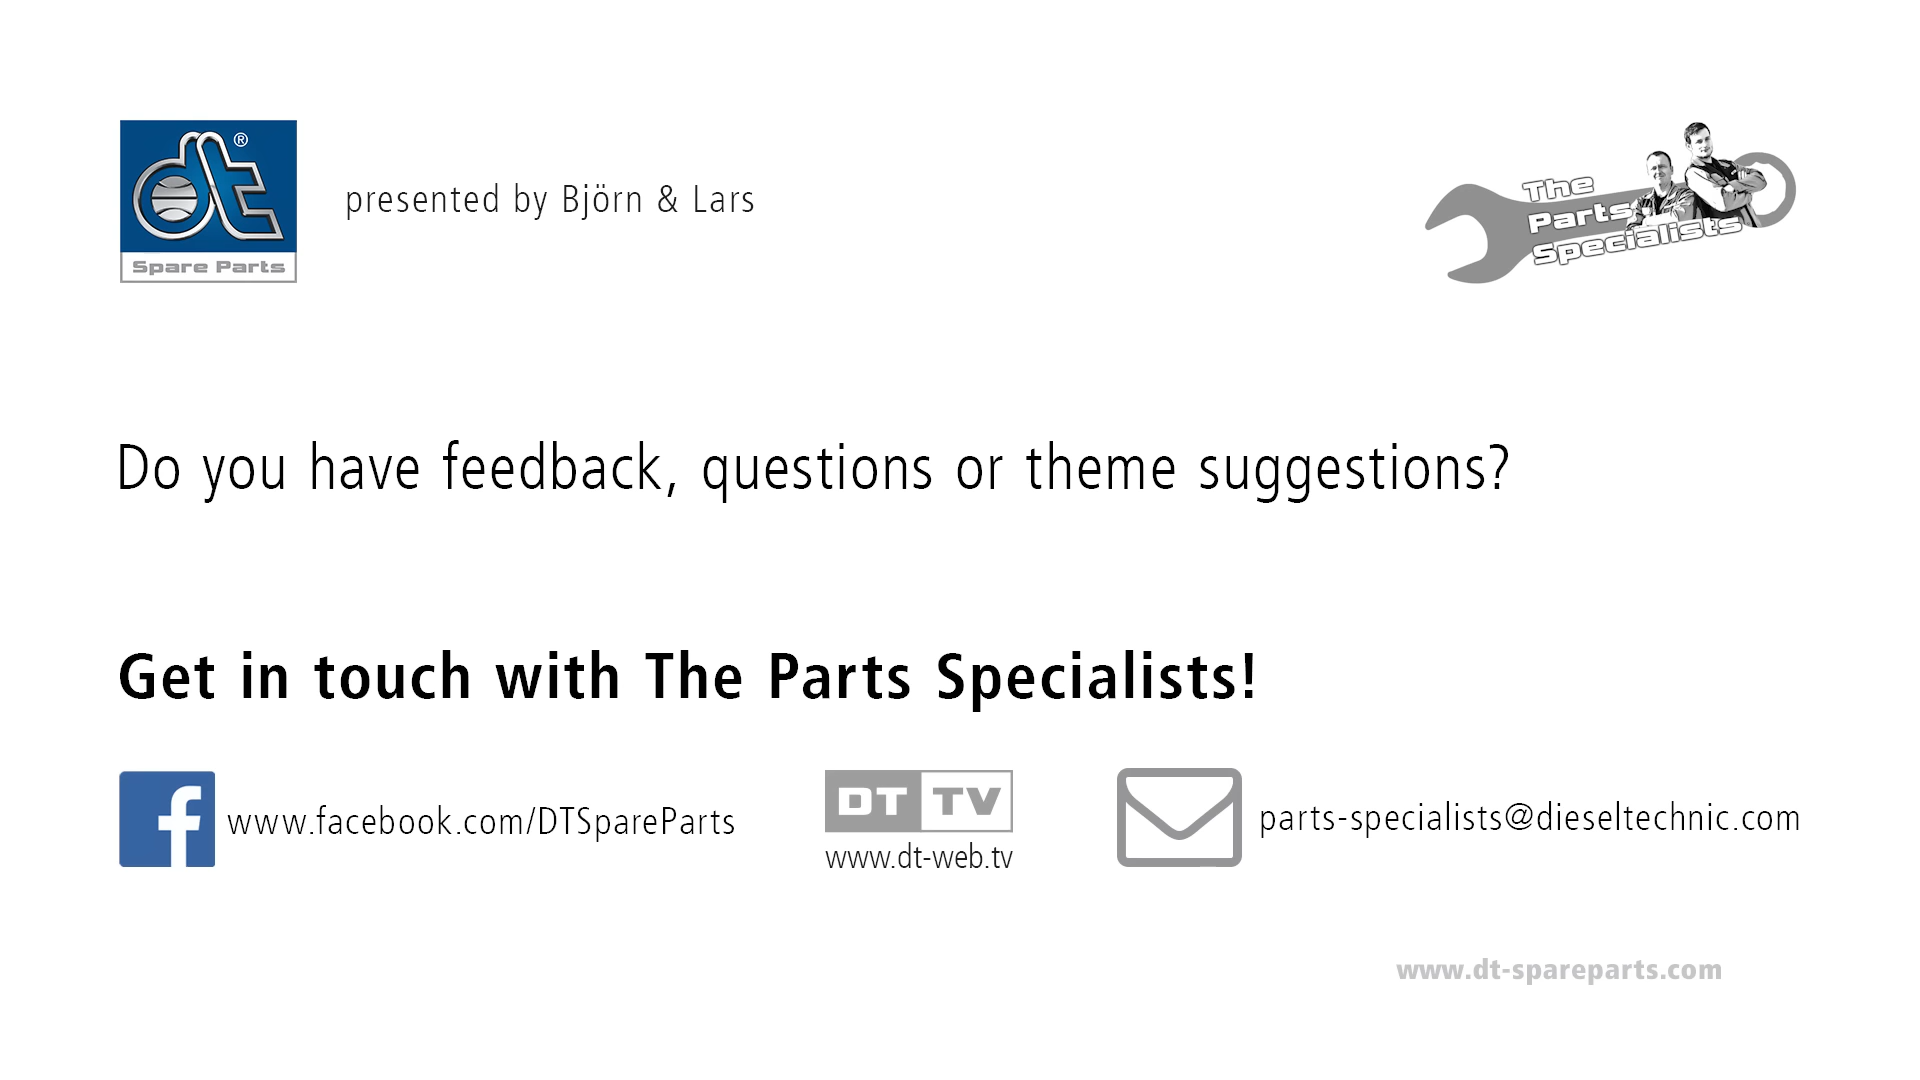 dt®
Spare Parts
presented by Björn & Lars
The
Parts
Specialists
Do you have feedback, questions or theme suggestions?
Get in touch with The Parts Specialists!
f
www.facebook.com/DTSpareParts
DT TV
www.dt-web.tv
parts-specialists@dieseltechnic.com
www.dt-spareparts.com